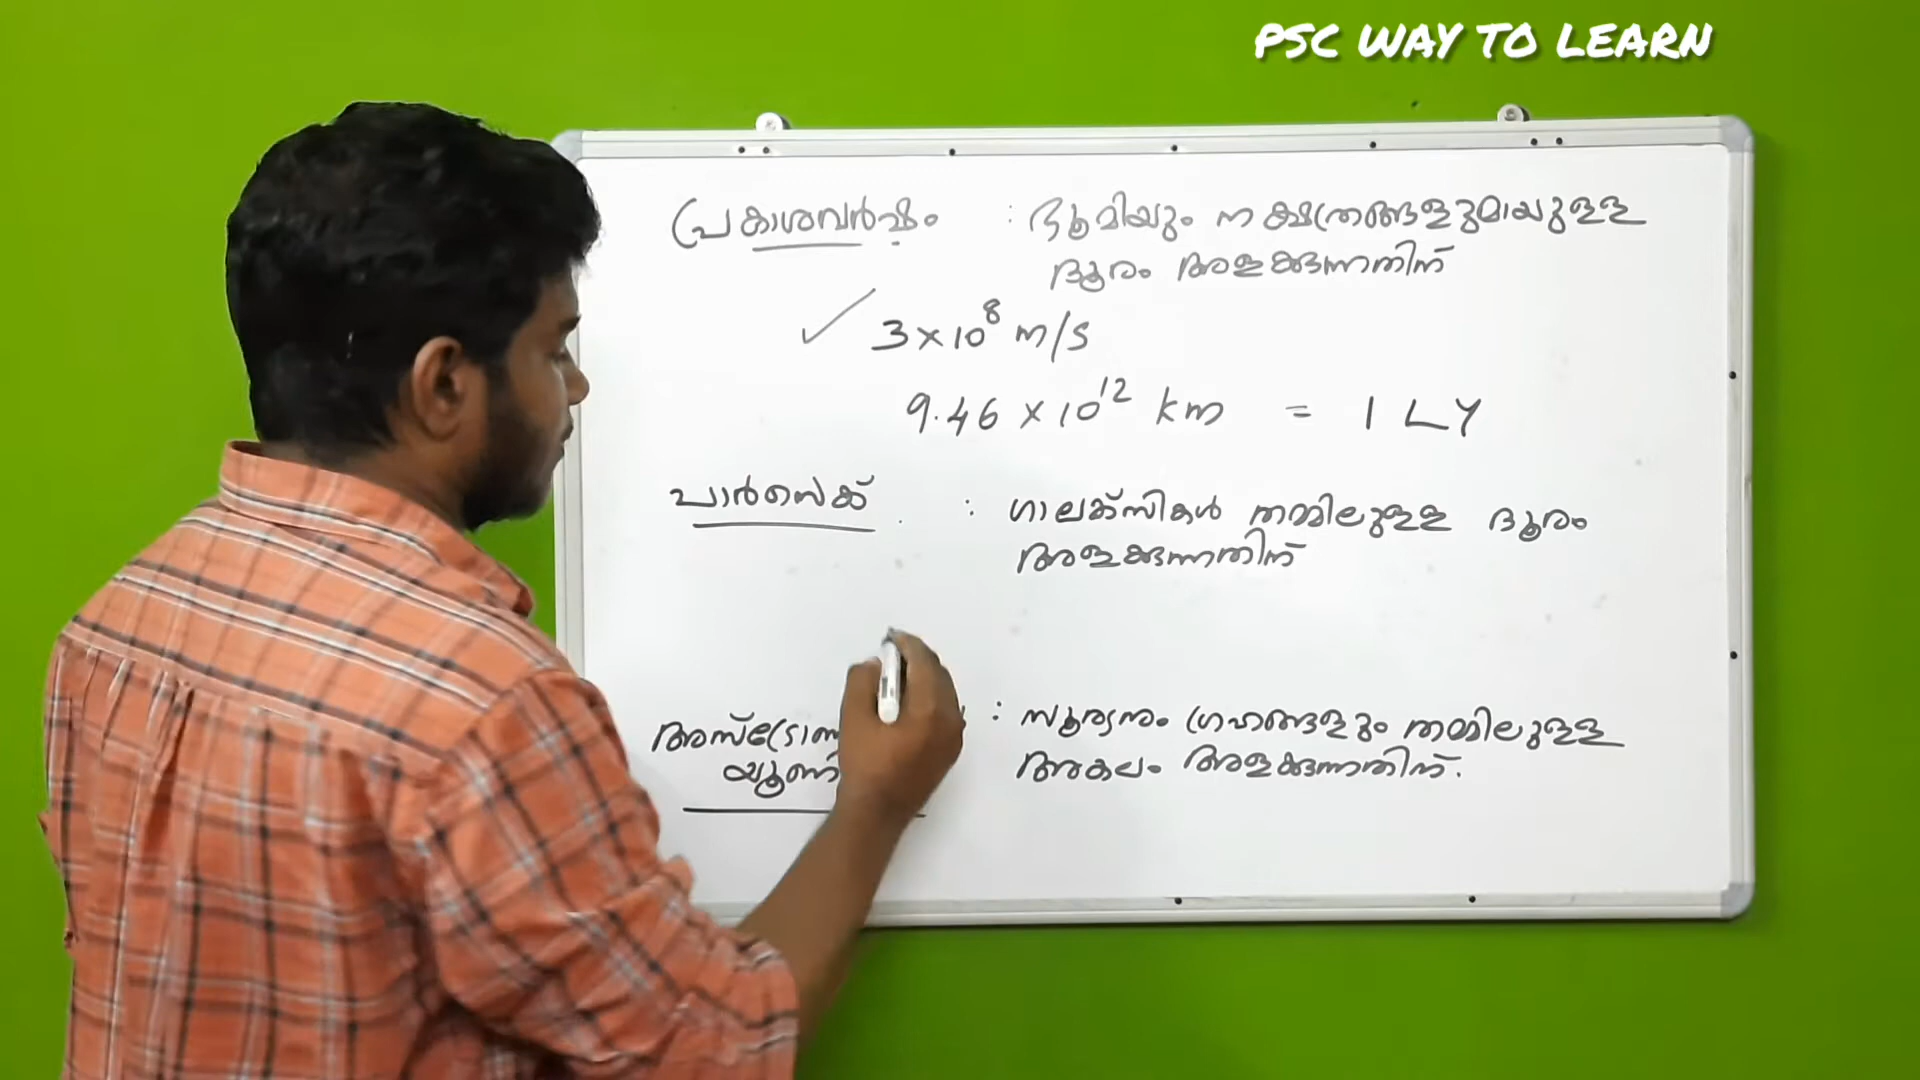 PSC WAY TO LEARN
പ്രകാശവർഷം : ഭൂമിയും നക്ഷത്രങ്ങളുമായുള്ള
ദൂരം അളക്കുന്നതിന്
✓ 3×10⁸ m/s
9.46 × 10¹² km = 1 LY
പാർസെക് : ഗാലക്സികൾ തമ്മിലുള്ള ദൂരം
അളക്കുന്നതിന്
: സൂര്യനും ഗ്രഹങ്ങളും തമ്മിലുള്ള
അകലം അളക്കുന്നതിന്.